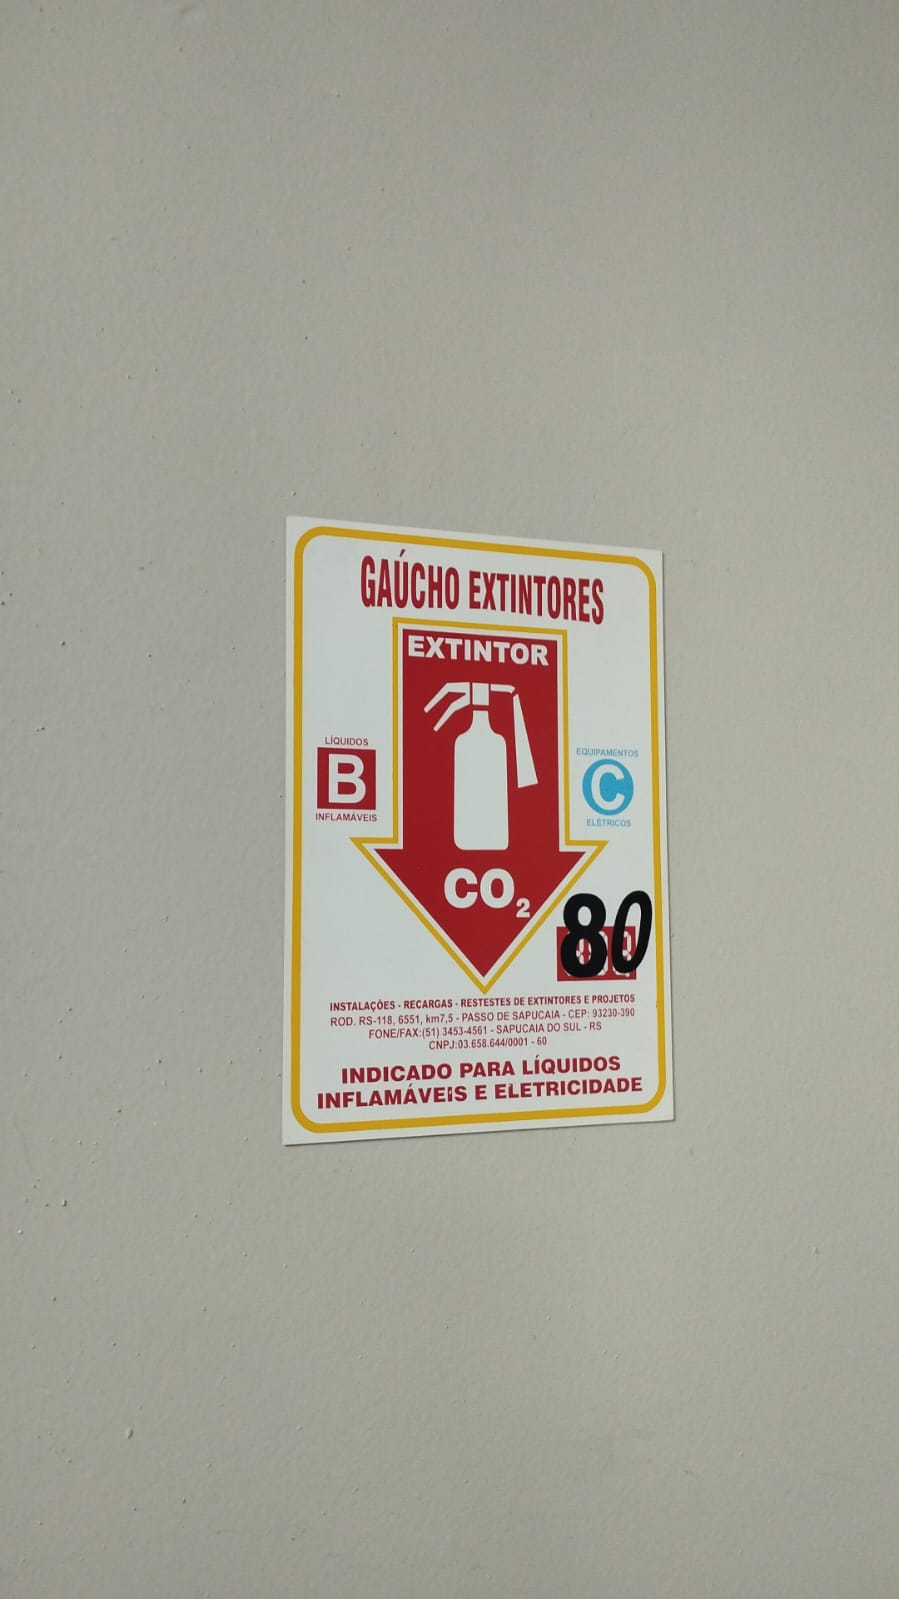 GAÚCHO EXTINTORES
EXTINTOR
LÍQUIDOS
B
INFLAMÁVEIS
EQUIPAMENTOS
C
ELÉTRICOS
CO2
80
INSTALAÇÕES - RECARGAS - RESTESTES DE EXTINTORES E PROJETOS
ROD. RS-118, 6551, km7,5 - PASSO DE SAPUCAIA - CEP: 93230-390
FONE/FAX:(51) 3453-4561 - SAPUCAIA DO SUL - RS
CNPJ:03.658.644/0001 - 60
INDICADO PARA LÍQUIDOS
INFLAMÁVEIS E ELETRICIDADE